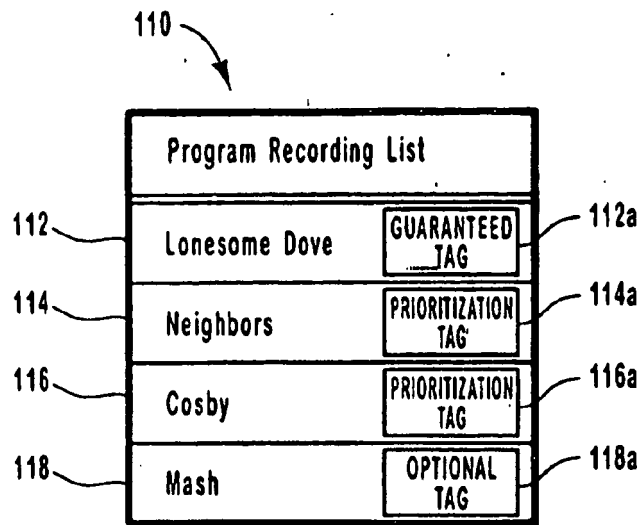 110
Program Recording List
112 Lonesome Dove GUARANTEED TAG 112a
114 Neighbors PRIORITIZATION TAG 114a
116 Cosby PRIORITIZATION TAG 116a
118 Mash OPTIONAL TAG 118a